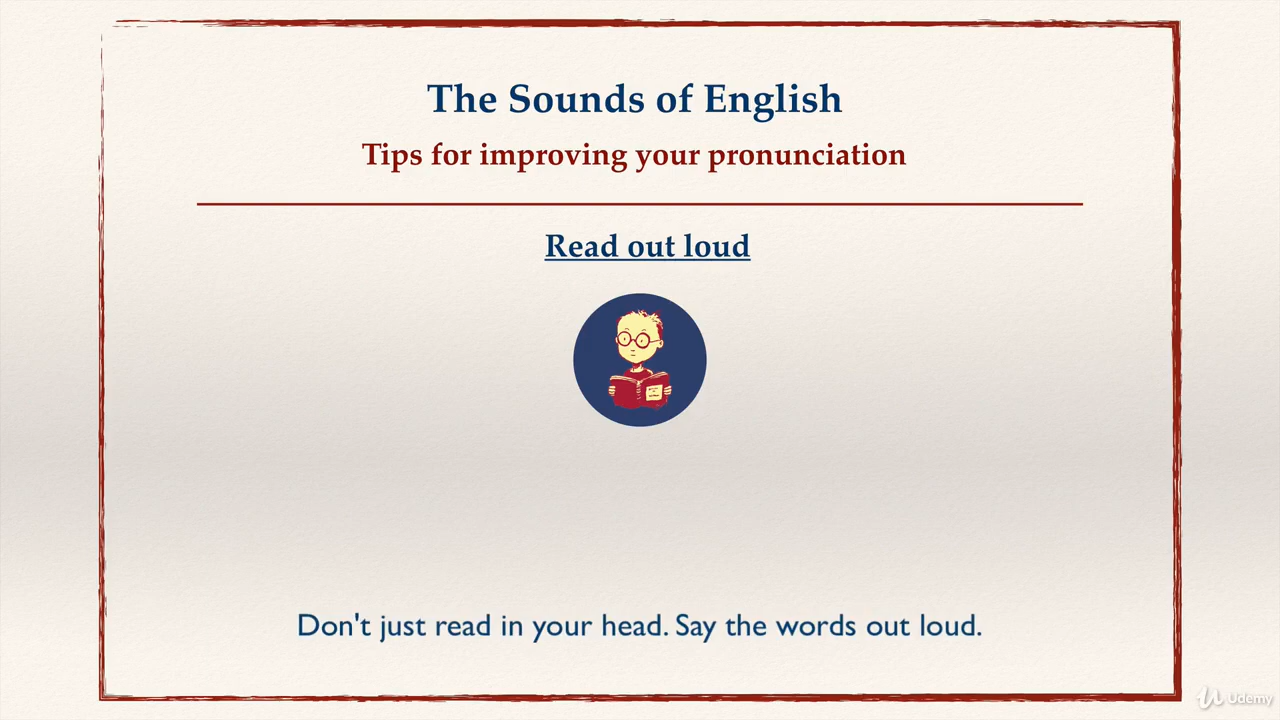 The Sounds of English
Tips for improving your pronunciation
Read out loud
Don't just read in your head. Say the words out loud.
Udemy